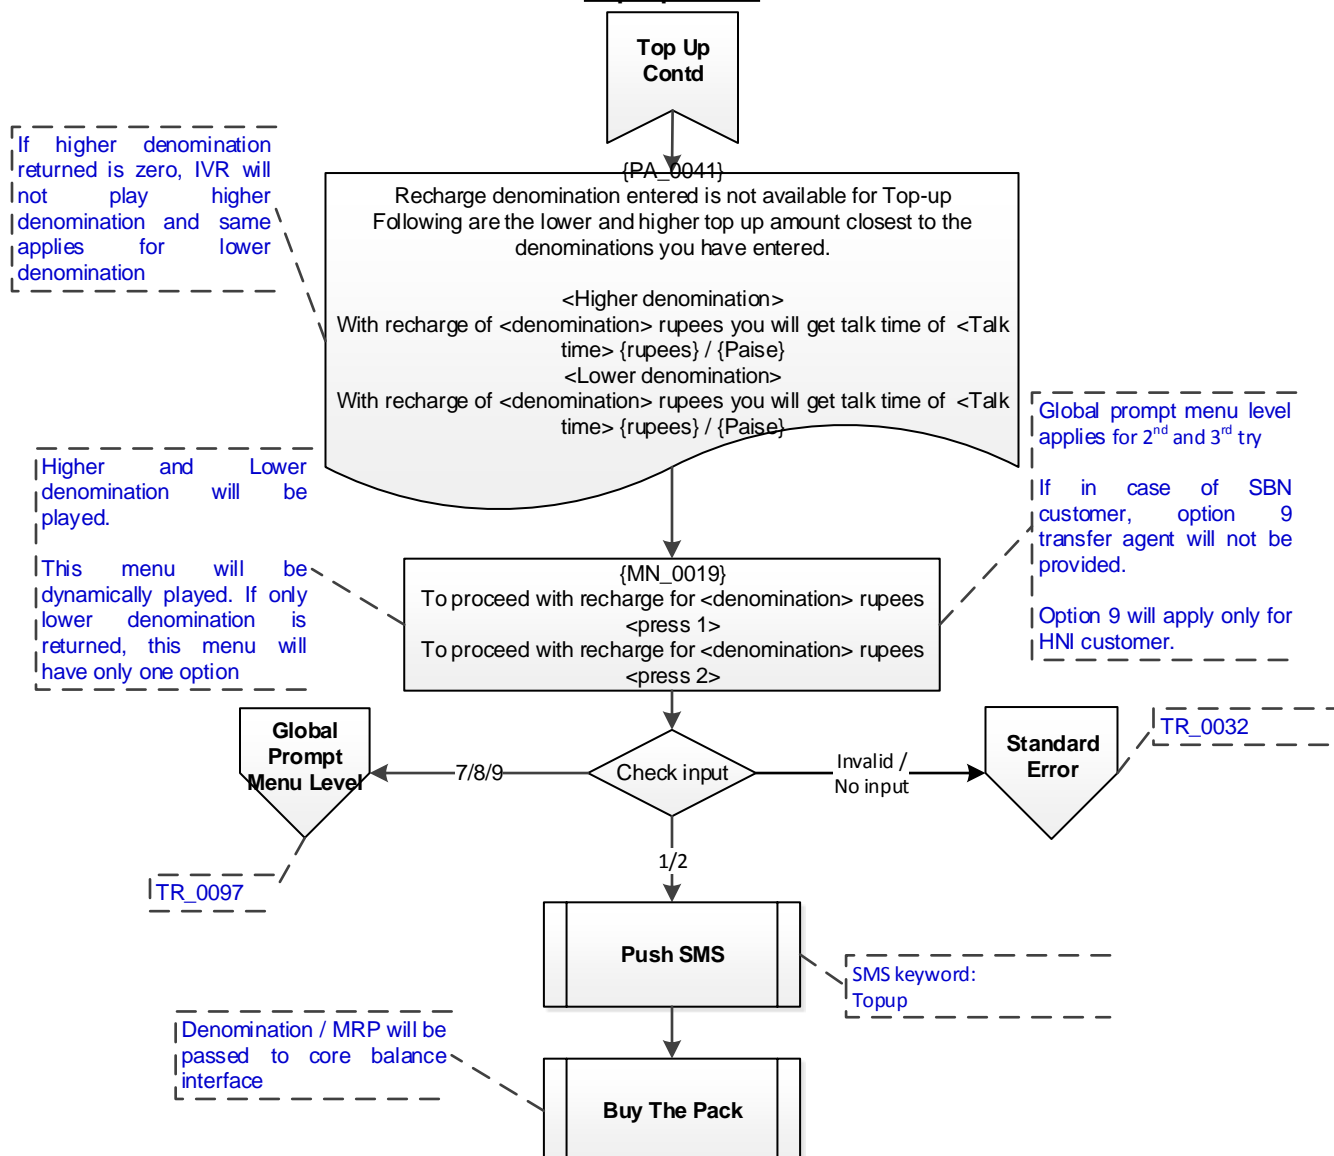 Top Up
Contd
If higher denomination
returned is zero, IVR will
not play higher
denomination and same
applies for lower
denomination
{PA_0041}
Recharge denomination entered is not available for Top-up
Following are the lower and higher top up amount closest to the
denominations you have entered.
<Higher denomination>
With recharge of <denomination> rupees you will get talk time of <Talk
time> {rupees} / {Paise}
<Lower denomination>
With recharge of <denomination> rupees you will get talk time of <Talk
time> {rupees} / {Paise}
Global prompt menu level
applies for 2nd and 3rd try
If in case of SBN
customer, option 9
transfer agent will not be
provided.
Option 9 will apply only for
HNI customer.
Higher and Lower
denomination will be
played.
This menu will be
dynamically played. If only
lower denomination is
returned, this menu will
have only one option
{MN_0019}
To proceed with recharge for <denomination> rupees
<press 1>
To proceed with recharge for <denomination> rupees
<press 2>
Global
Prompt
Menu Level
7/8/9
Check input
Invalid /
No input
Standard
Error
TR_0032
TR_0097
1/2
Push SMS
SMS keyword:
Topup
Denomination / MRP will be
passed to core balance
interface
Buy The Pack